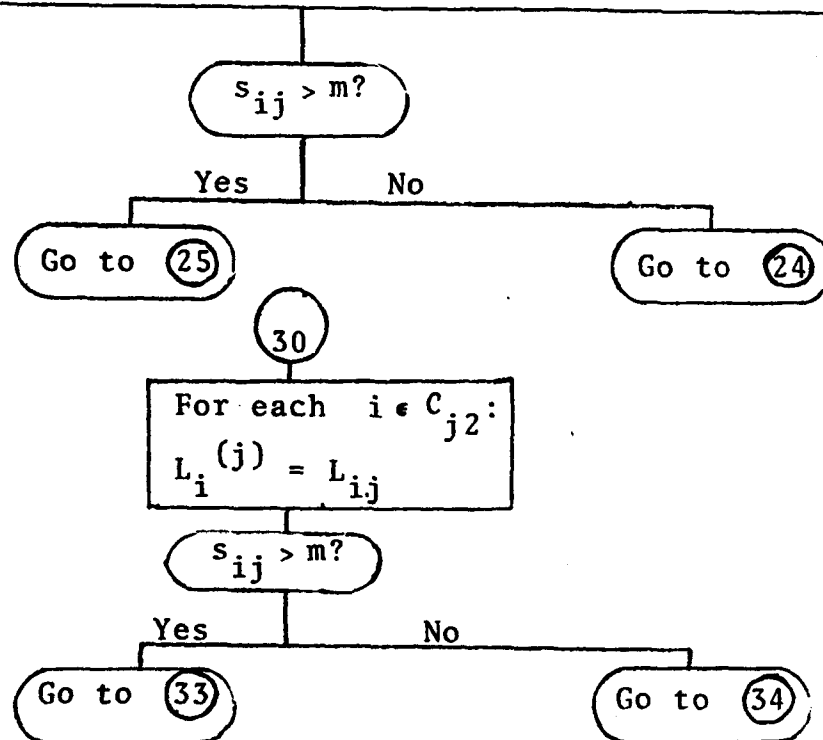 s_ij > m?
Yes No
Go to 25 Go to 24
30
For each i ϵ C_j2:
L_i^(j) = L_ij
s_ij > m?
Yes No
Go to 33 Go to 34